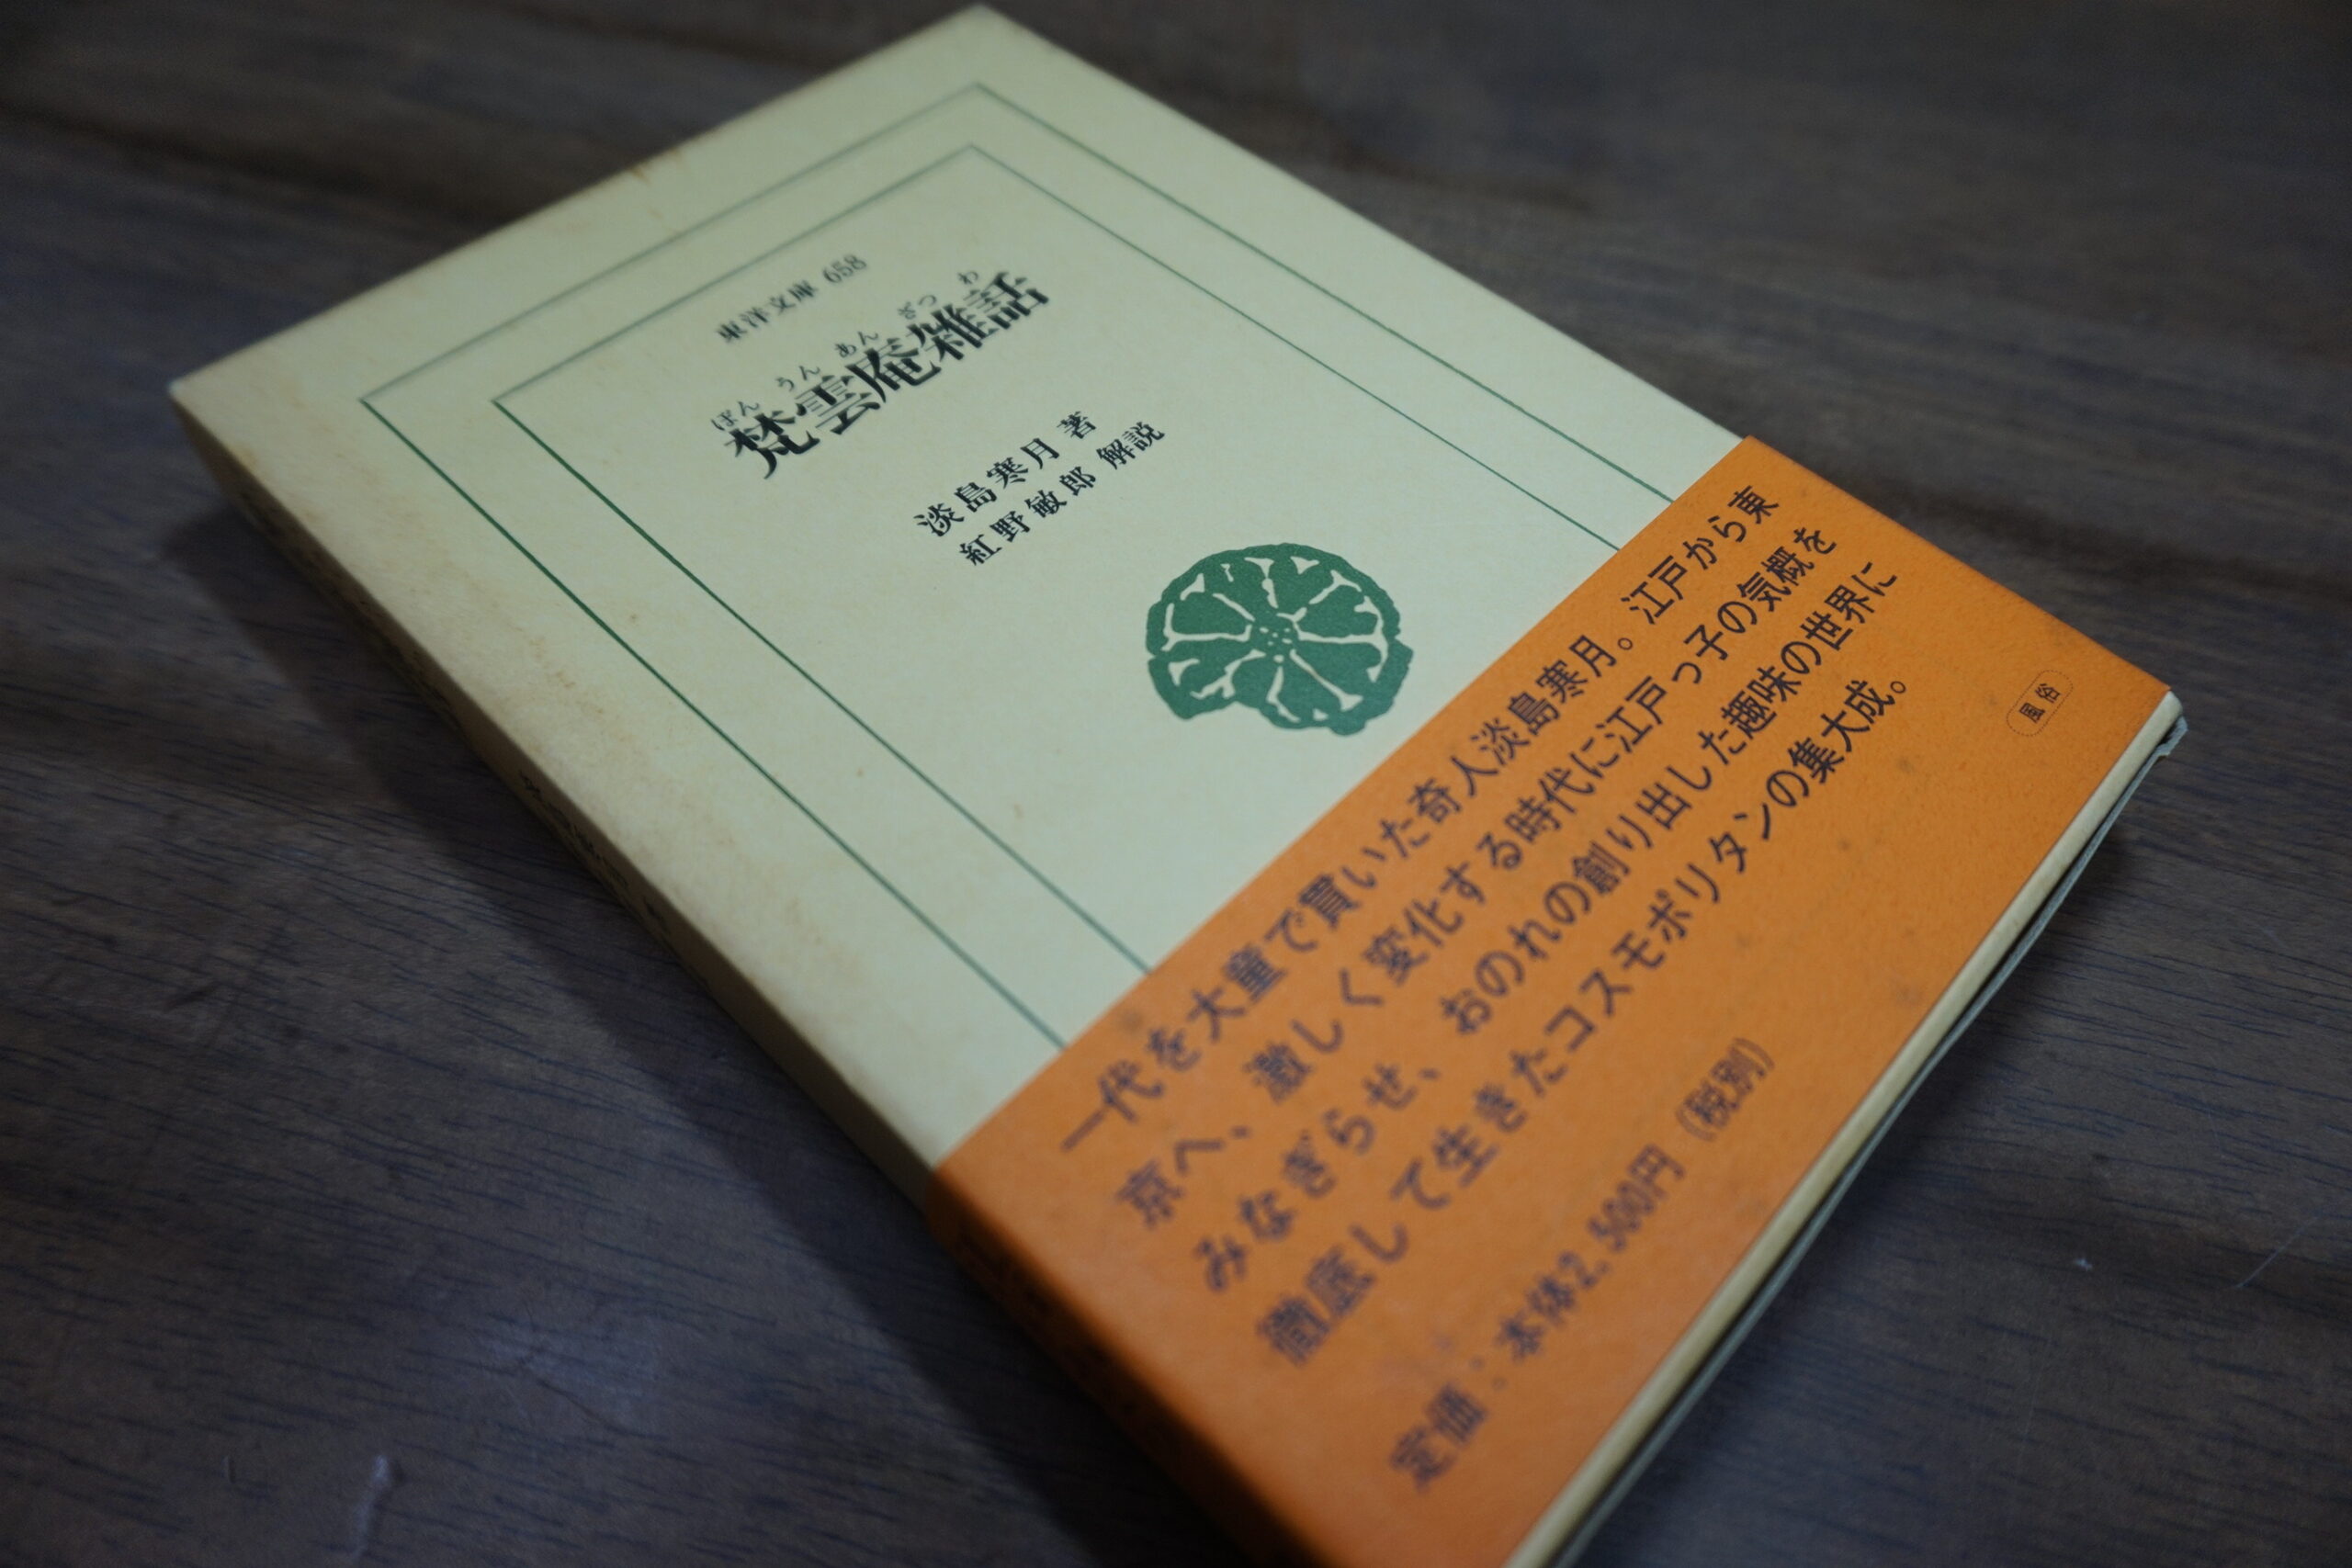 東洋文庫 658
ぼん うん あん ざつ わ
梵雲庵雑話
淡島寒月 著
紅野敏郎 解説
一代を大童で貫いた奇人淡島寒月。江戸から東
京へ、激しく変化する時代に江戸っ子の気概を
みなぎらせ、おのれの創り出した趣味の世界に
徹底して生きたコスモポリタンの集大成。
風俗
定価：本体2,500円（税別）